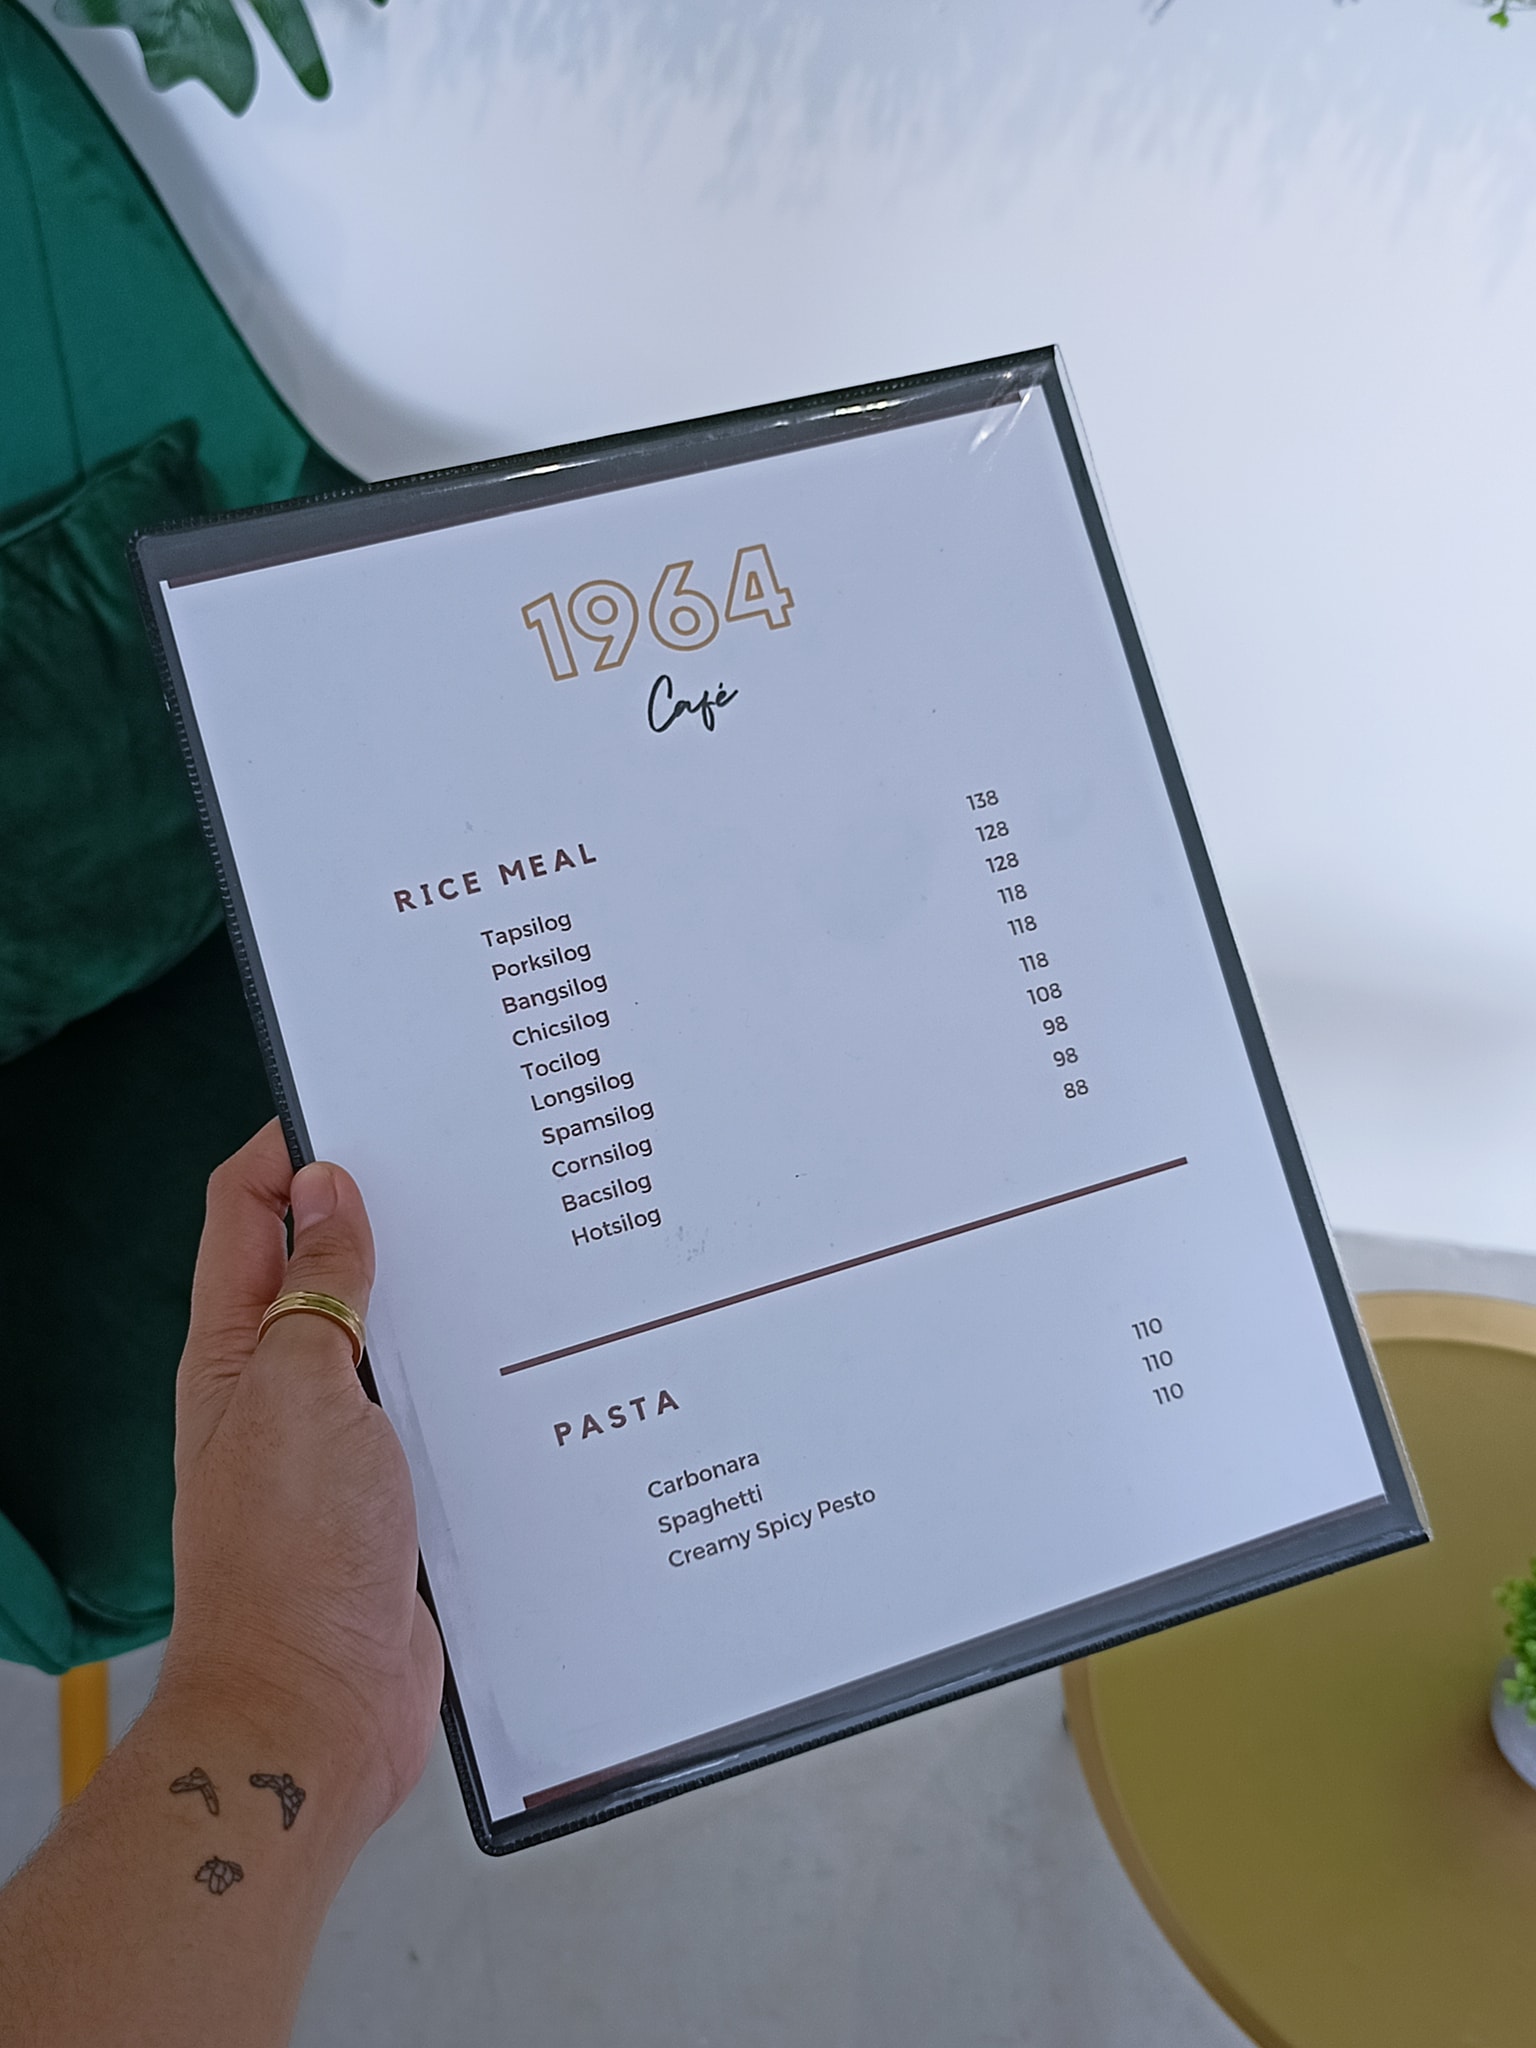 1964
Café
RICE MEAL
Tapsilog 138
Porksilog 128
Bangsilog 128
Chicsilog 118
Tocilog 118
Longsilog 118
Spamsilog 108
Cornsilog 98
Bacsilog 98
Hotsilog 88
PASTA
Carbonara 110
Spaghetti 110
Creamy Spicy Pesto 110